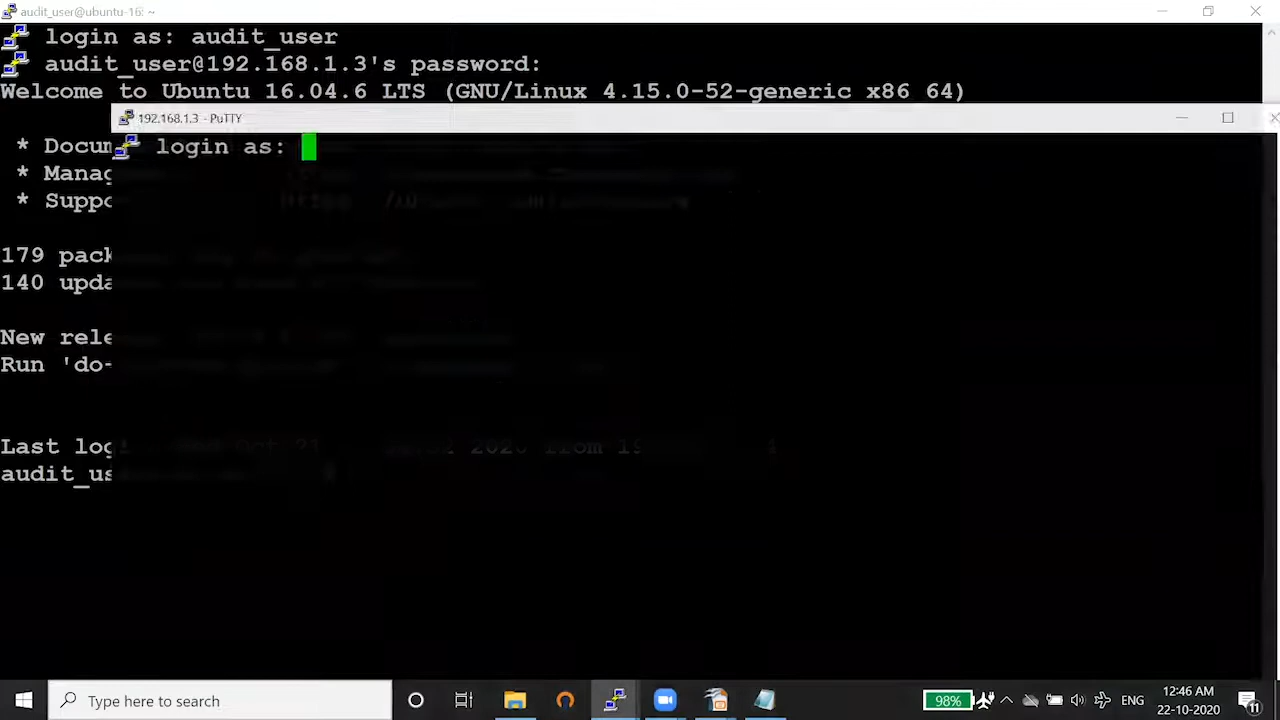 audit_user@ubuntu-16: ~
login as: audit_user
audit_user@192.168.1.3's password:
Welcome to Ubuntu 16.04.6 LTS (GNU/Linux 4.15.0-52-generic x86 64)
192.168.1.3 - PuTTY
* Docum
login as:
* Manag
* Suppo
179 pack
140 upda
New rele
Run 'do-
Last log 2020 from 19
audit_us
Type here to search
98%
ENG
12:46 AM
22-10-2020
11